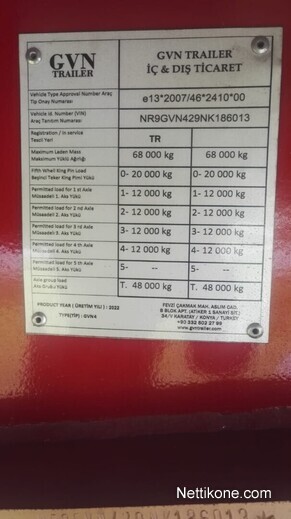 GVN
TRAILER
GVN TRAILER
İÇ & DIŞ TİCARET
Vehicle Type Approval Number Araç
Tip Onay Numarası
e13*2007/46*2410*00
Vehicle Id. Number (VIN)
Araç Tanıtım Numarası
NR9GVN429NK186013
Registration / In service
Tescil Yeri
TR
Maximum Laden Mass
Maksimum Yüklü Ağırlığı
68 000 kg
68 000 kg
Fifth Whell King Pin Load
Beşinci Teker King Pimi Yükü
0- 20 000 kg
0- 20 000 kg
Permitted load for 1 st Axle
Müsaadeli 1. Aks Yükü
1- 12 000 kg
1- 12 000 kg
Permitted load for 2 nd Axle
Müsaadeli 2. Aks Yükü
2- 12 000 kg
2- 12 000 kg
Permitted load for 3 rd Axle
Müsaadeli 3. Aks Yükü
3- 12 000 kg
3- 12 000 kg
Permitted load for 4 th Axle
Müsaadeli 4. Aks Yükü
4- 12 000 kg
4- 12 000 kg
Permitted load for 5 th Axle
Müsaadeli 5. Aks Yükü
5- --
5- --
Axle group load
Aks Grubu Yükü
T. 48 000 kg
T. 48 000 kg
PRODUCT YEAR ( ÜRETİM YILI ) : 2022
TYPE(TİP) : GVN4
FEVZİ ÇAKMAK MAH. ASLIM CAD.
B BLOK APT. (ATİKER 1 SANAYİ SİT.)
KARATAY / KONYA / TURKEY
+90 332 502 27 99
www.gvntrailer.com
Nettikone.com